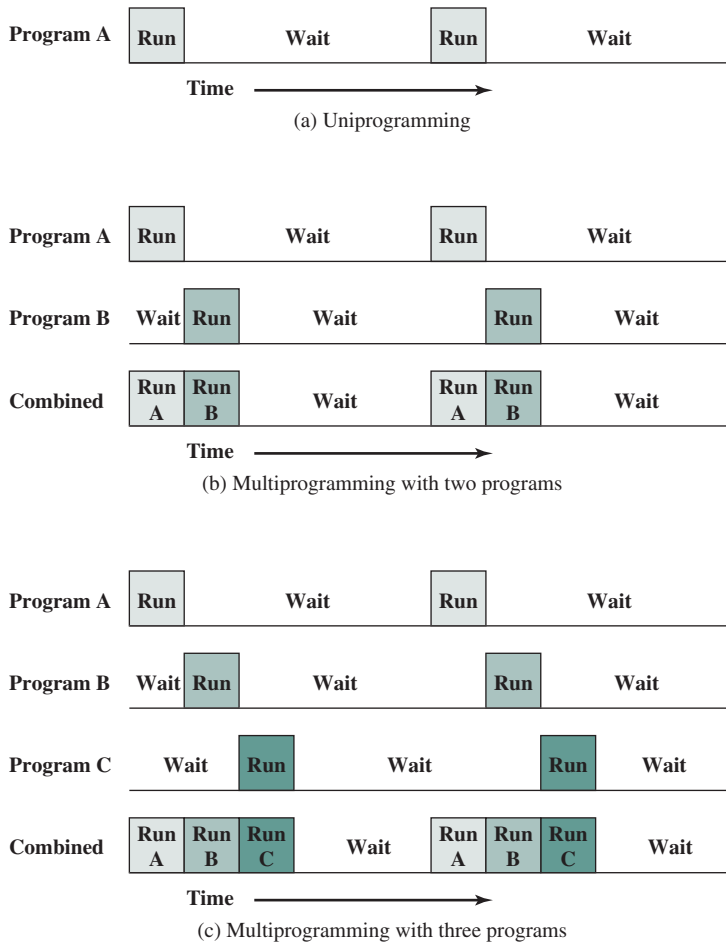 Program A Run Wait Run Wait
Time
(a) Uniprogramming
Program A Run Wait Run Wait
Program B Wait Run Wait Run Wait
Combined Run A Run B Wait Run A Run B Wait
Time
(b) Multiprogramming with two programs
Program A Run Wait Run Wait
Program B Wait Run Wait Run Wait
Program C Wait Run Wait Run Wait
Combined Run A Run B Run C Wait Run A Run B Run C Wait
Time
(c) Multiprogramming with three programs